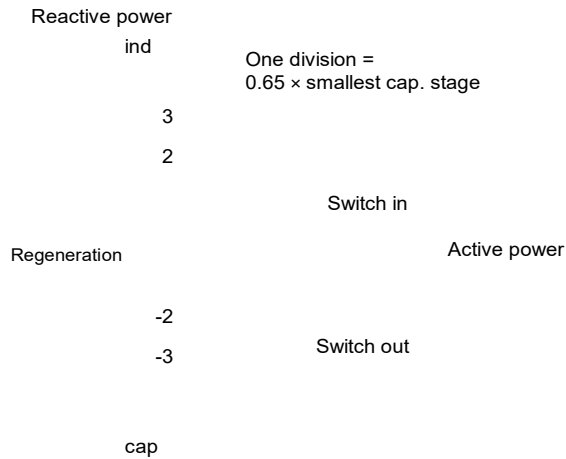 Reactive power
ind
One division =
0.65 × smallest cap. stage
3
2
Switch in
Active power
Regeneration
-2
Switch out
-3
cap